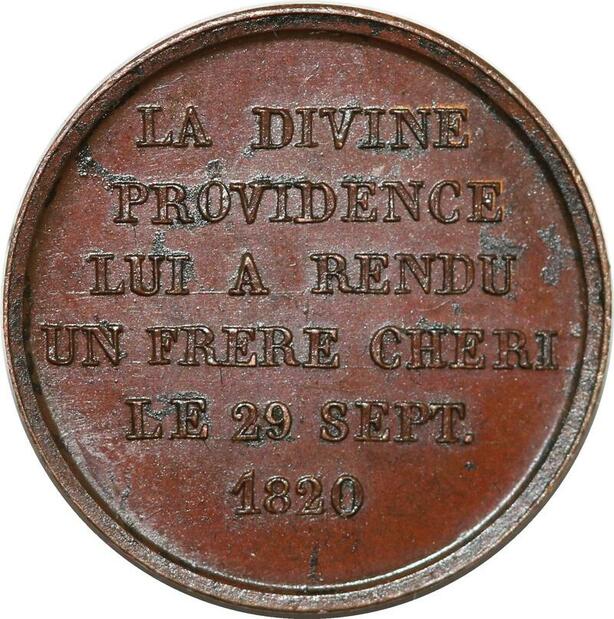 LA DIVINE
PROVIDENCE
LUI A RENDU
UN FRERE CHERI
LE 29 SEPT.
1820